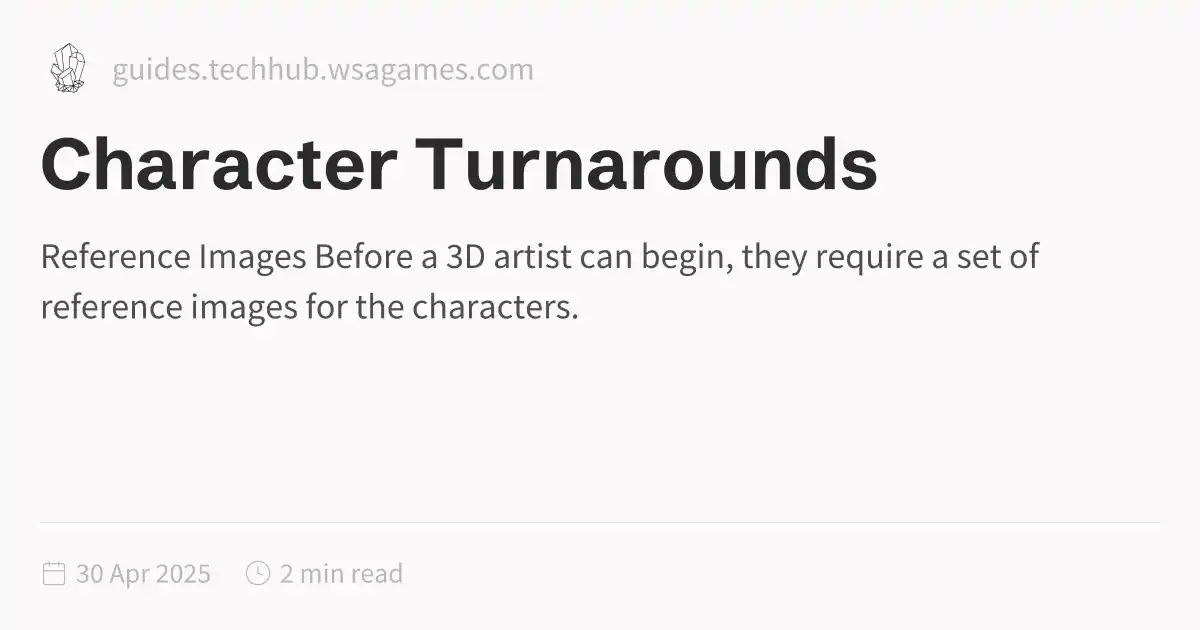 guides.techhub.wsagames.com
Character Turnarounds
Reference Images Before a 3D artist can begin, they require a set of
reference images for the characters.
30 Apr 2025
2 min read